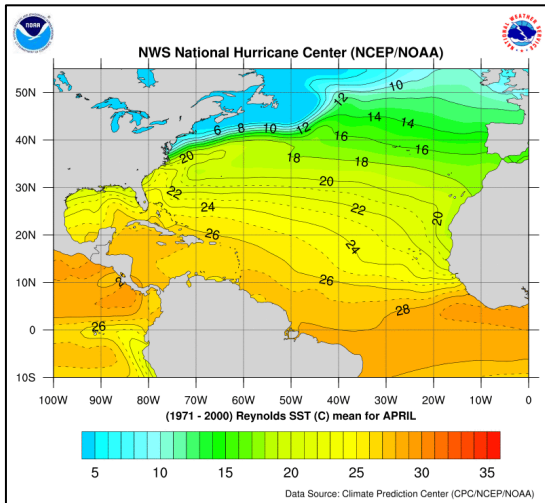 NOAA
NWS National Hurricane Center (NCEP/NOAA)
50N
40N
30N
20N
10N
0
10S
6 8 10 12
12
10
14
14
16
16
18
18
20
20
22
22
20
24
24
26
26
28
26
100W 90W 80W 70W 60W 50W 40W 30W 20W 10W 0
(1971 - 2000) Reynolds SST (C) mean for APRIL
5 10 15 20 25 30 35
Data Source: Climate Prediction Center (CPC/NCEP/NOAA)